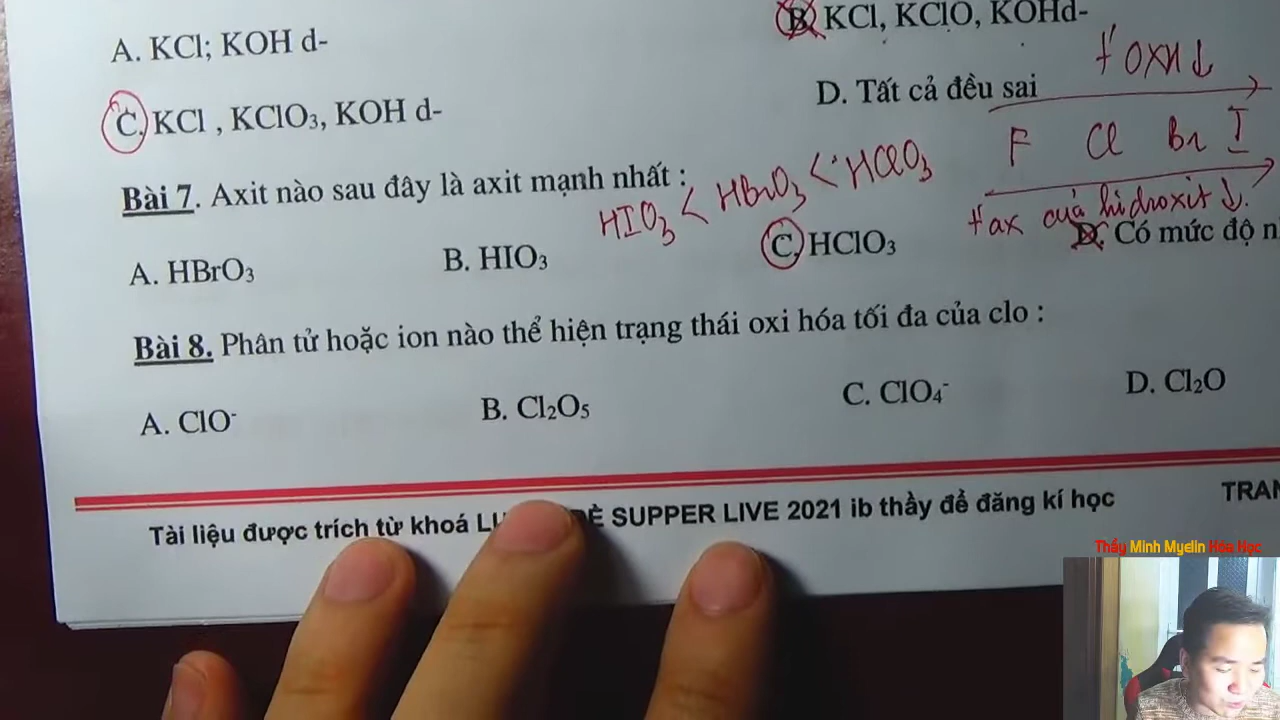 A. KCl; KOH d-
B. KCl, KClO, KOHd-
C. KCl , KClO₃, KOH d-
D. Tất cả đều sai
t' oxh↓
F Cl Br I
t' ax của hiđroxit ↓.
Bài 7. Axit nào sau đây là axit mạnh nhất :
HIO₃ < HBrO₃ < HClO₃
A. HBrO₃
B. HIO₃
C. HClO₃
D. Có mức độ
Bài 8. Phân tử hoặc ion nào thể hiện trạng thái oxi hóa tối đa của clo :
A. ClO⁻
B. Cl₂O₅
C. ClO₄⁻
D. Cl₂O
Tài liệu được trích từ khoá SUPPER LIVE 2021 ib thầy để đăng kí học
Thầy Minh Myelin Hóa Học